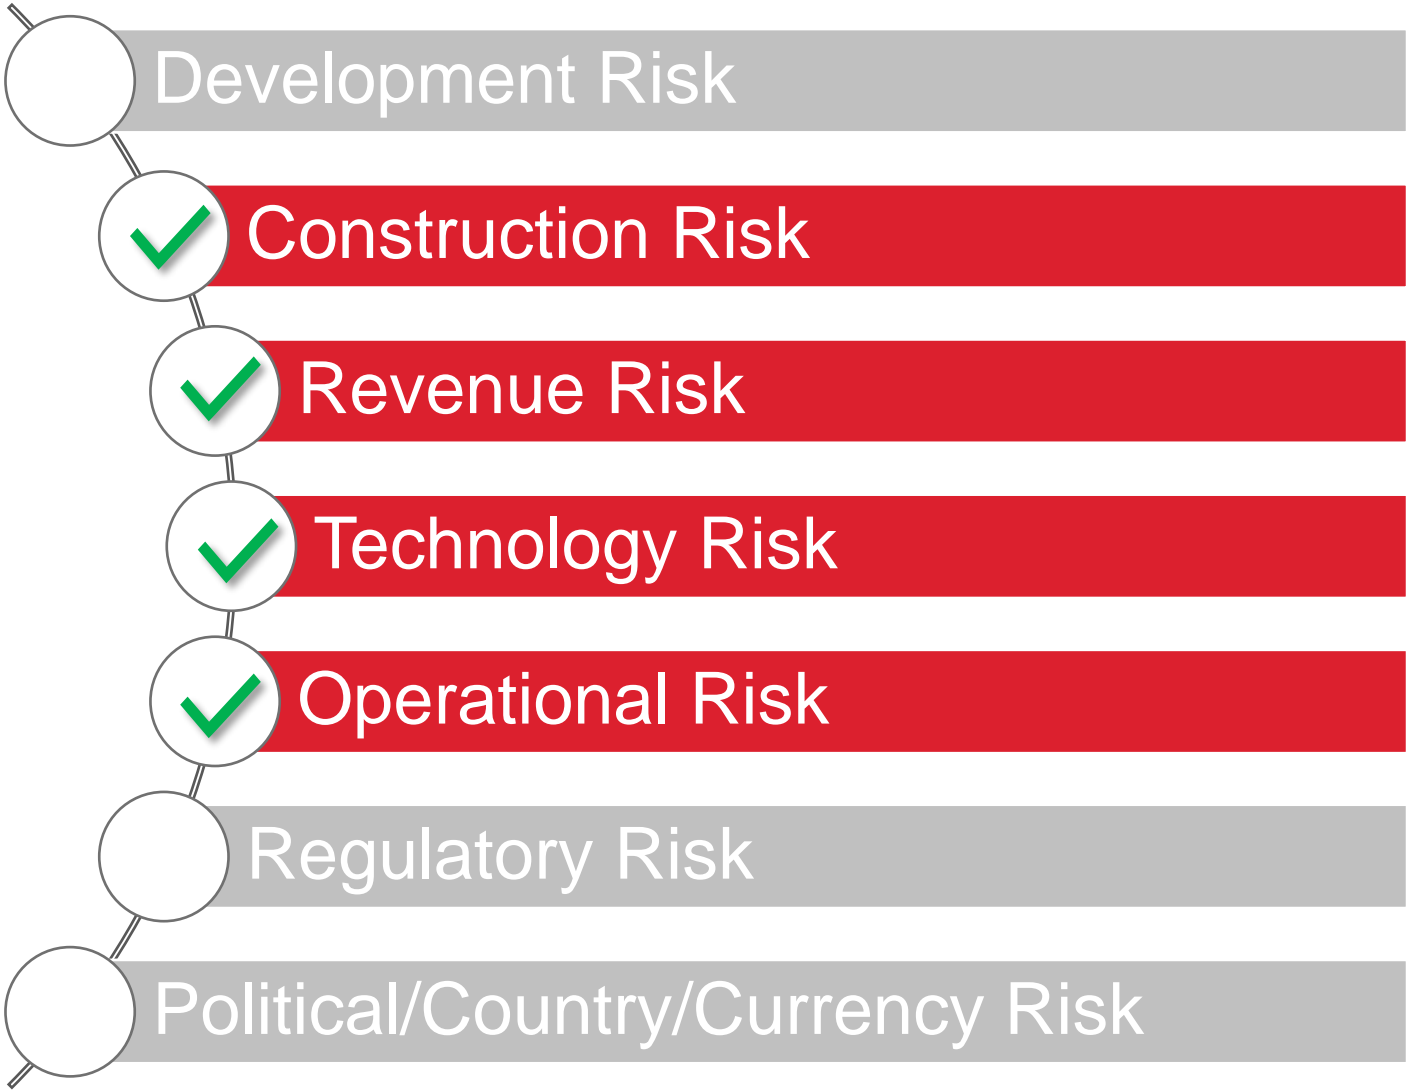 Development Risk
Construction Risk
Revenue Risk
Technology Risk
Operational Risk
Regulatory Risk
Political/Country/Currency Risk